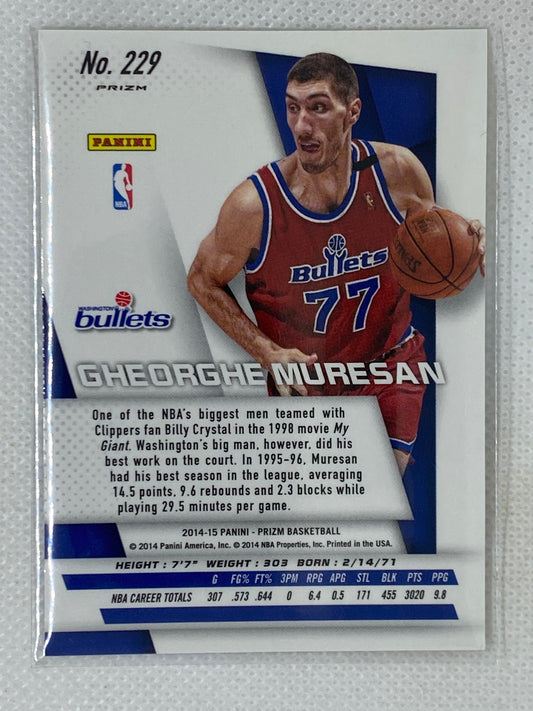 No. 229
PRIZM
PANINI
NBA
WASHINGTON
bullets
Bullets
77
GHEORGHE MURESAN
One of the NBA's biggest men teamed with
Clippers fan Billy Crystal in the 1998 movie My
Giant. Washington's big man, however, did his
best work on the court. In 1995–96, Muresan
had his best season in the league, averaging
14.5 points, 9.6 rebounds and 2.3 blocks while
playing 29.5 minutes per game.
2014-15 PANINI - PRIZM BASKETBALL
© 2014 Panini America, Inc. © 2014 NBA Properties, Inc. Printed in the USA.
HEIGHT : 7'7" WEIGHT : 303 BORN : 2/14/71
G FG% FT% 3PM RPG APG STL BLK PTS PPG
NBA CAREER TOTALS 307 .573 .644 0 6.4 0.5 171 455 3020 9.8